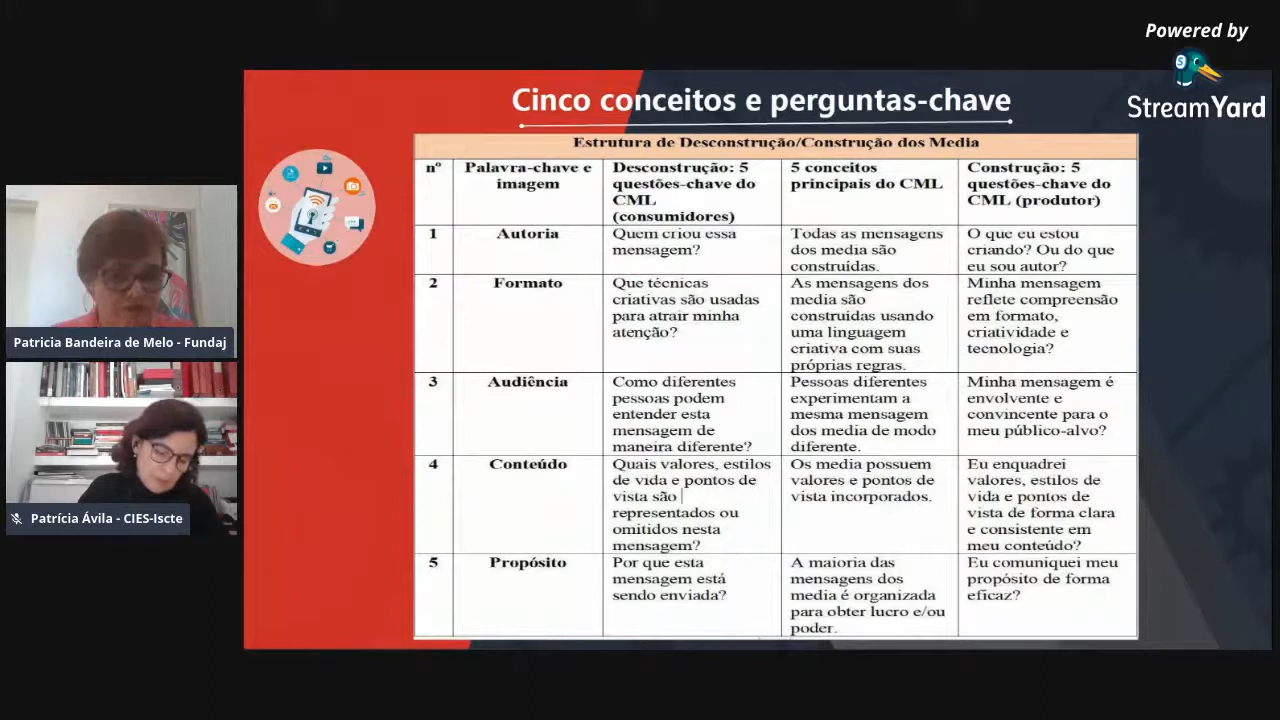 Powered by
StreamYard
Cinco conceitos e perguntas-chave
Estrutura de Desconstrução/Construção dos Media
nº
Palavra-chave e
imagem
Desconstrução: 5
questões-chave do
CML
(consumidores)
5 conceitos
principais do CML
Construção: 5
questões-chave do
CML (produtor)
1
Autoria
Quem criou essa
mensagem?
Todas as mensagens
dos media são
construídas.
O que eu estou
criando? Ou do que
eu sou autor?
2
Formato
Que técnicas
criativas são usadas
para atrair minha
atenção?
As mensagens dos
media são
construídas usando
uma linguagem
criativa com suas
próprias regras.
Minha mensagem
reflete compreensão
em formato,
criatividade e
tecnologia?
3
Audiência
Como diferentes
pessoas podem
entender esta
mensagem de
maneira diferente?
Pessoas diferentes
experimentam a
mesma mensagem
dos media de modo
diferente.
Minha mensagem é
envolvente e
convincente para o
meu público-alvo?
4
Conteúdo
Quais valores, estilos
de vida e pontos de
vista são
representados ou
omitidos nesta
mensagem?
Os media possuem
valores e pontos de
vista incorporados.
Eu enquadrei
valores, estilos de
vida e pontos de
vista de forma clara
e consistente em
meu conteúdo?
5
Propósito
Por que esta
mensagem está
sendo enviada?
A maioria das
mensagens dos
media é organizada
para obter lucro e/ou
poder.
Eu comuniquei meu
propósito de forma
eficaz?
Patricia Bandeira de Melo - Fundaj
Patrícia Ávila - CIES-Iscte